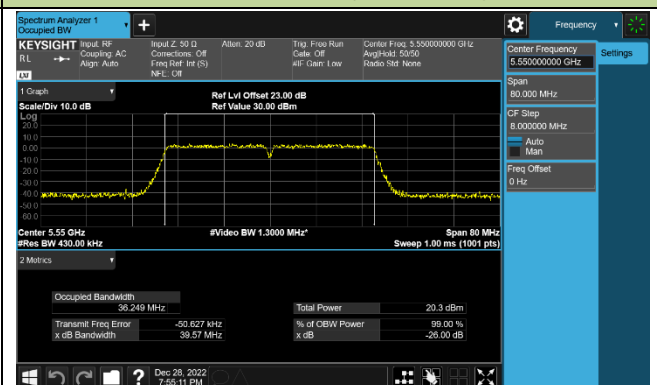 Spectrum Analyzer 1
Occupied BW
+
Frequency
KEYSIGHT
RL
LXI
Input: RF
Coupling: AC
Align: Auto
Input Z: 50 Ω
Corrections: Off
Freq Ref: Int (S)
NFE: Off
Atten: 20 dB
Trig: Free Run
Gate: Off
#IF Gain: Low
Center Freq: 5.550000000 GHz
Avg|Hold: 50/50
Radio Std: None
Center Frequency
5.550000000 GHz
Settings
Span
80.000 MHz
CF Step
8.000000 MHz
Auto
Man
Freq Offset
0 Hz
1 Graph
Scale/Div 10.0 dB
Ref Lvl Offset 23.00 dB
Ref Value 30.00 dBm
Log
20.0
10.0
0.00
-10.0
-20.0
-30.0
-40.0
-50.0
-60.0
Center 5.55 GHz
#Res BW 430.00 kHz
#Video BW 1.3000 MHz*
Span 80 MHz
Sweep 1.00 ms (1001 pts)
2 Metrics
Occupied Bandwidth
36.249 MHz
Total Power
20.3 dBm
Transmit Freq Error
-50.627 kHz
% of OBW Power
99.00 %
x dB Bandwidth
39.57 MHz
x dB
-26.00 dB
?
Dec 28, 2022
7:55:11 PM